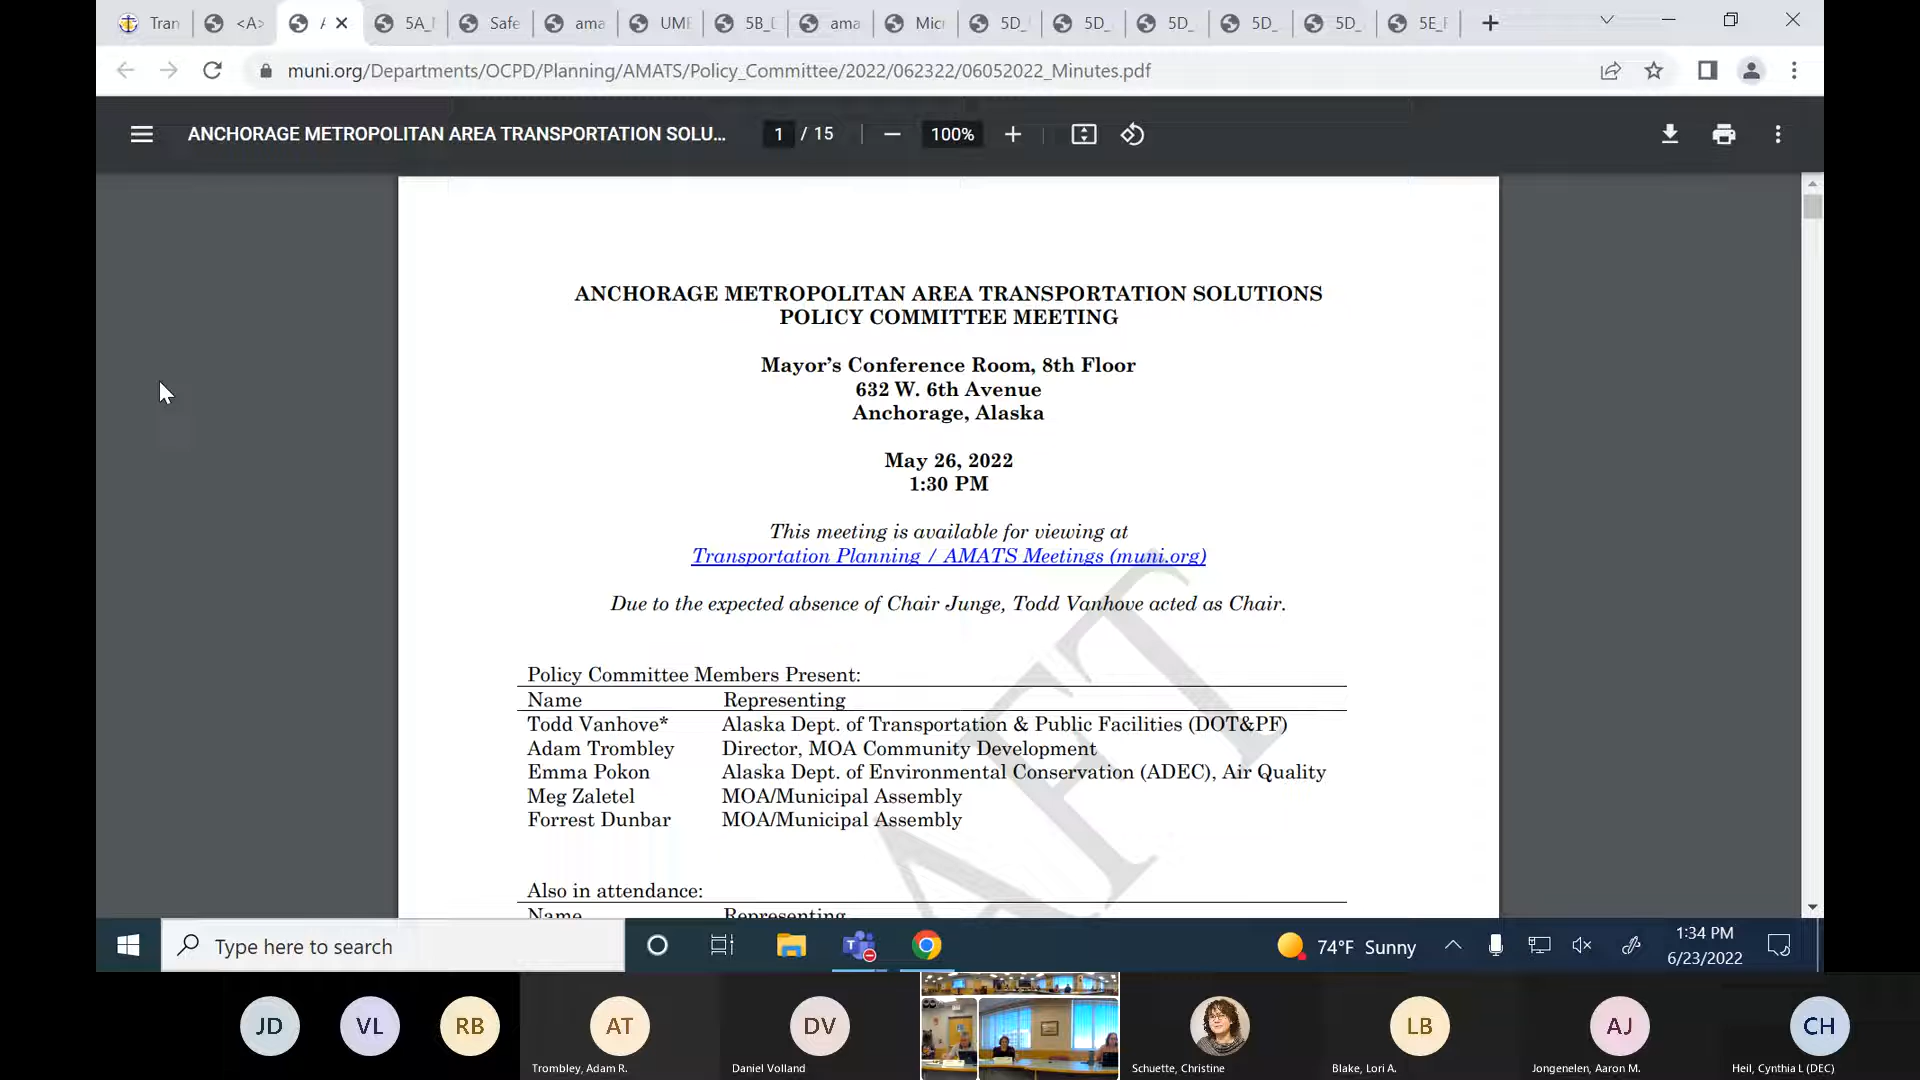 Tran
<A>
5A_
Safe
ama
UME
5B_
ama
Micr
5D_
5D_
5D_
5D_
5D_
5E_F
muni.org/Departments/OCPD/Planning/AMATS/Policy_Committee/2022/062322/06052022_Minutes.pdf
ANCHORAGE METROPOLITAN AREA TRANSPORTATION SOLU...
1 / 15
100%
ANCHORAGE METROPOLITAN AREA TRANSPORTATION SOLUTIONS
POLICY COMMITTEE MEETING
Mayor’s Conference Room, 8th Floor
632 W. 6th Avenue
Anchorage, Alaska
May 26, 2022
1:30 PM
This meeting is available for viewing at
Transportation Planning / AMATS Meetings (muni.org)
Due to the expected absence of Chair Junge, Todd Vanhove acted as Chair.
Policy Committee Members Present:
Name Representing
Todd Vanhove* Alaska Dept. of Transportation & Public Facilities (DOT&PF)
Adam Trombley Director, MOA Community Development
Emma Pokon Alaska Dept. of Environmental Conservation (ADEC), Air Quality
Meg Zaletel MOA/Municipal Assembly
Forrest Dunbar MOA/Municipal Assembly
Also in attendance:
Name Representing
AFT
Type here to search
74°F Sunny
1:34 PM
6/23/2022
JD VL RB AT DV LB AJ CH
Trombley, Adam R. Daniel Volland Schuette, Christine Blake, Lori A. Jongenelen, Aaron M. Heil, Cynthia L (DEC)